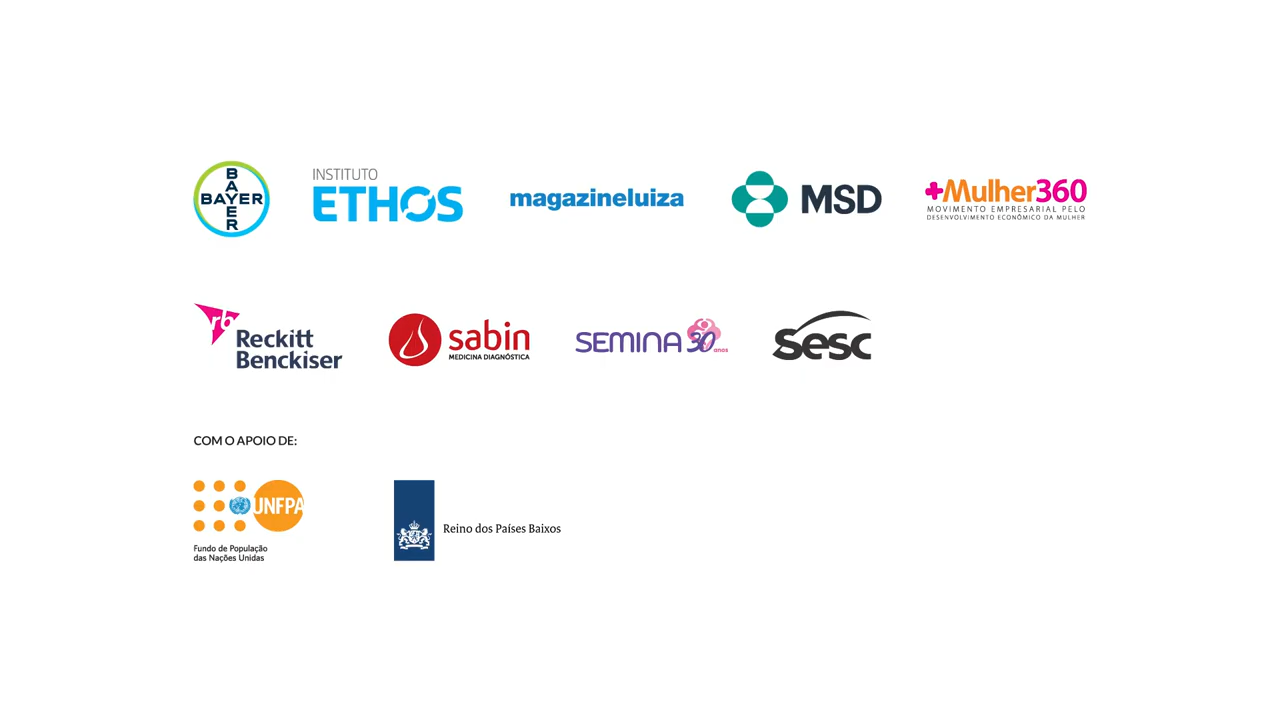 BAYER
BAYER
INSTITUTO
ETHOS
magazineluiza
MSD
+Mulher360
MOVIMENTO EMPRESARIAL PELO
DESENVOLVIMENTO ECONÔMICO DA MULHER
rb
Reckitt
Benckiser
sabin
MEDICINA DIAGNÓSTICA
SEMINA 30 anos
Sesc
COM O APOIO DE:
UNFPA
Fundo de População
das Nações Unidas
Reino dos Países Baixos